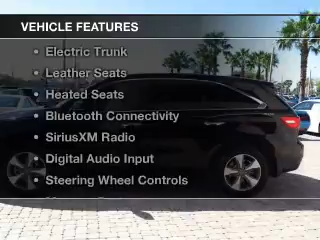 VEHICLE FEATURES
• Electric Trunk
• Leather Seats
• Heated Seats
• Bluetooth Connectivity
• SiriusXM Radio
• Digital Audio Input
• Steering Wheel Controls